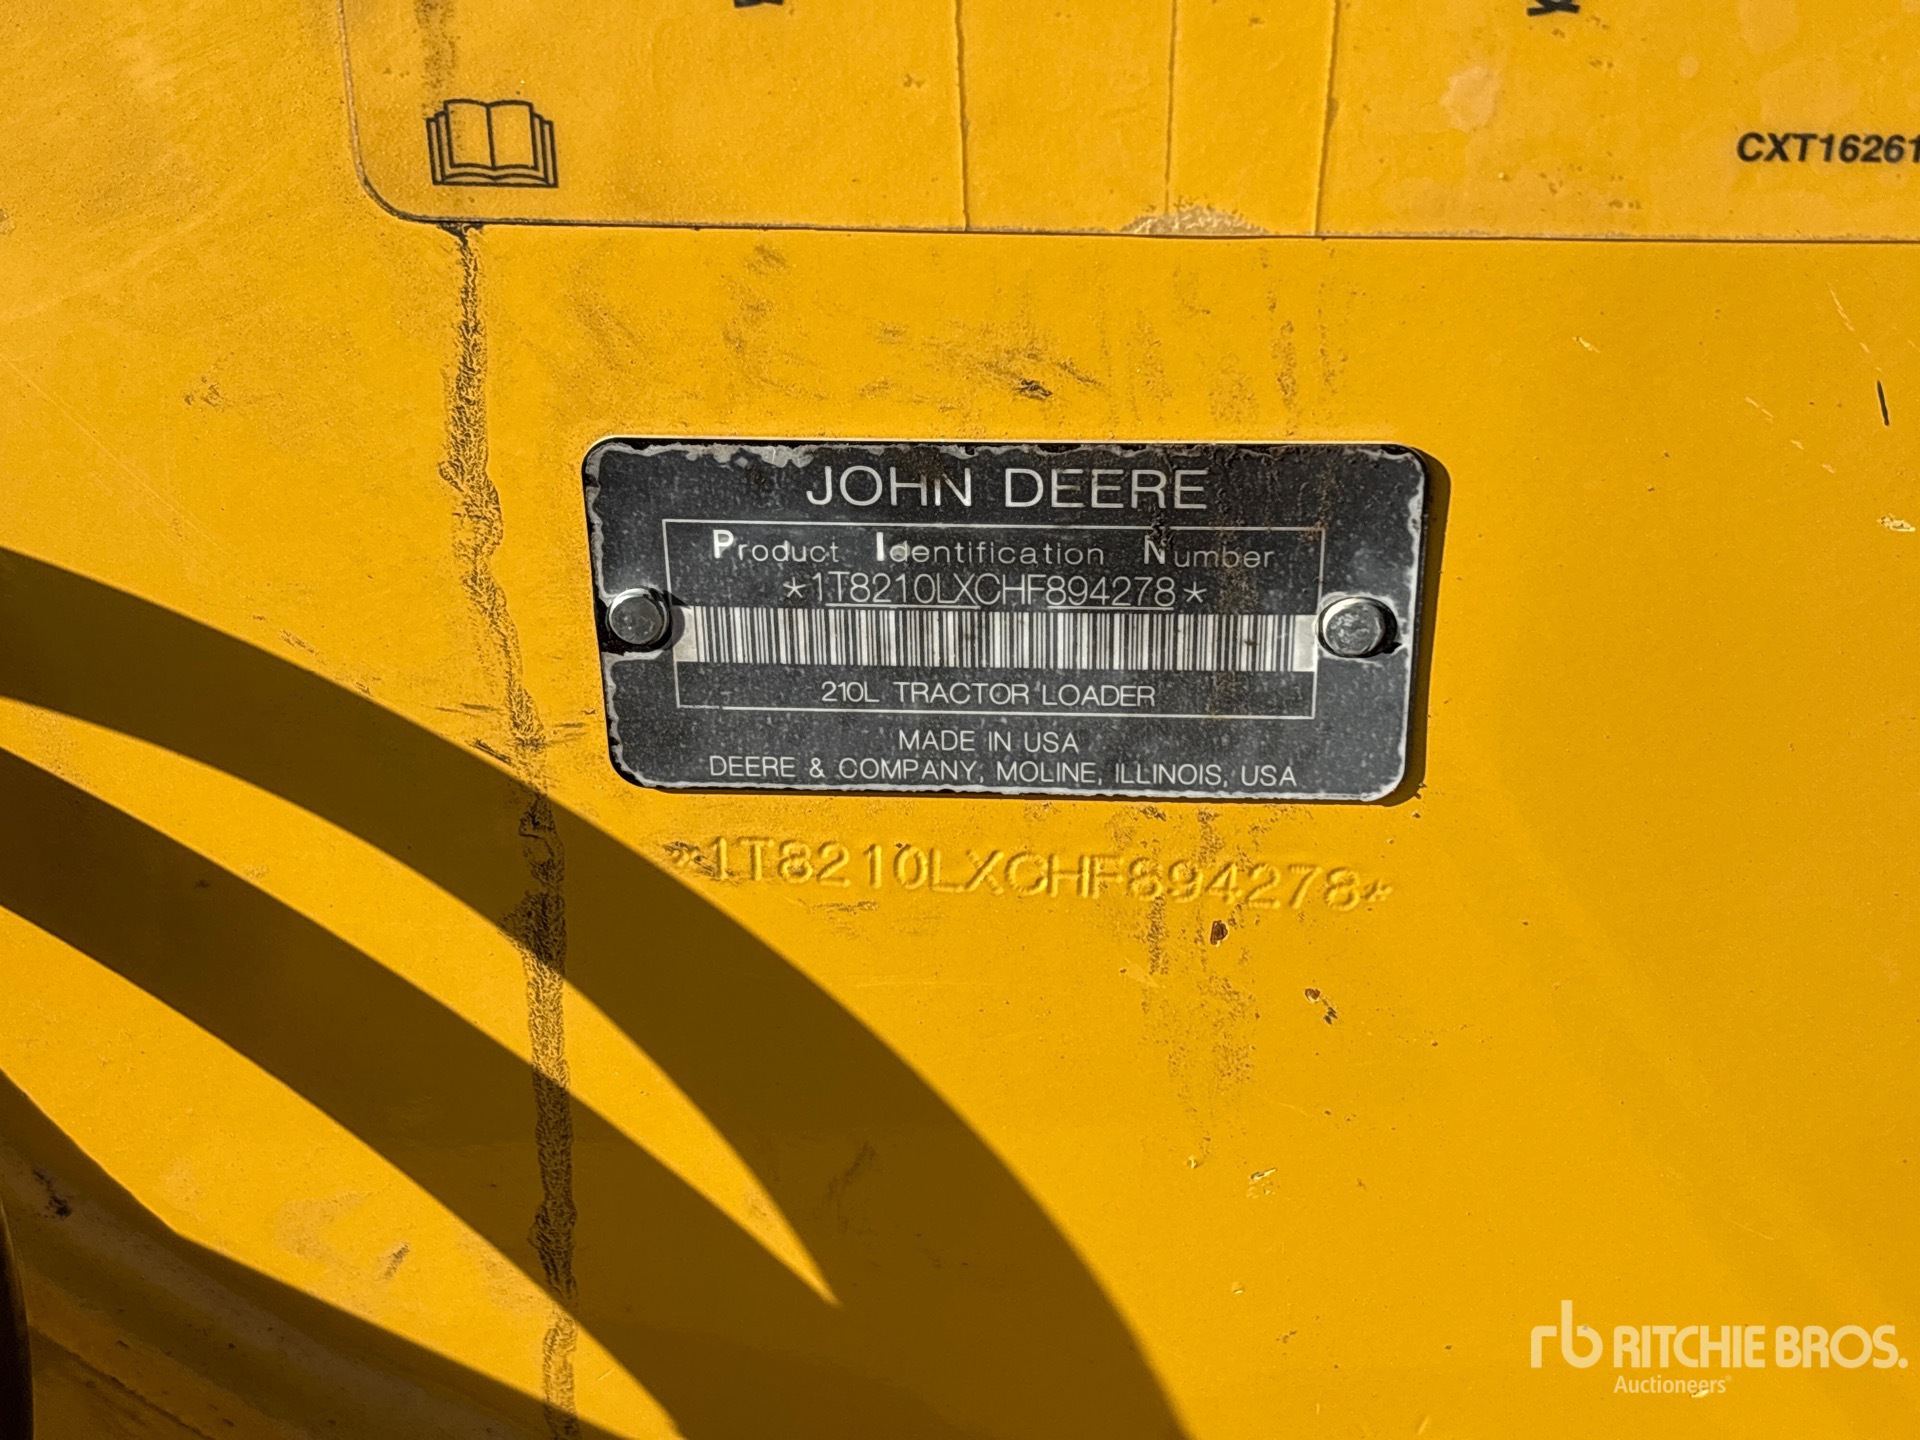 CXT16261
JOHN DEERE
Product Identification Number
*1T8210LXCHF894278*
210L TRACTOR LOADER
MADE IN USA
DEERE & COMPANY, MOLINE, ILLINOIS, USA
*1T8210LXCHF894278*
rb RITCHIE BROS.
Auctioneers